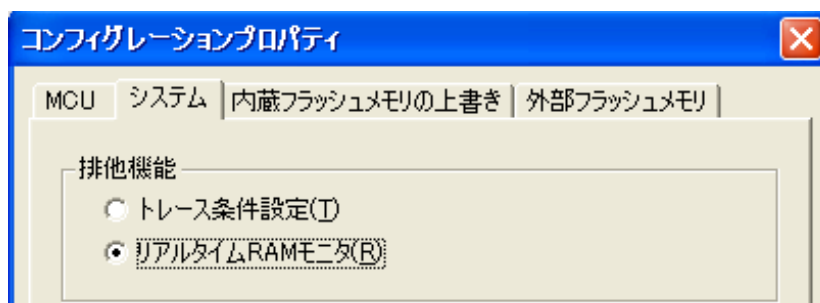 コンフィグレーションプロパティ
MCU システム 内蔵フラッシュメモリの上書き 外部フラッシュメモリ
排他機能
トレース条件設定(T)
リアルタイムRAMモニタ(R)